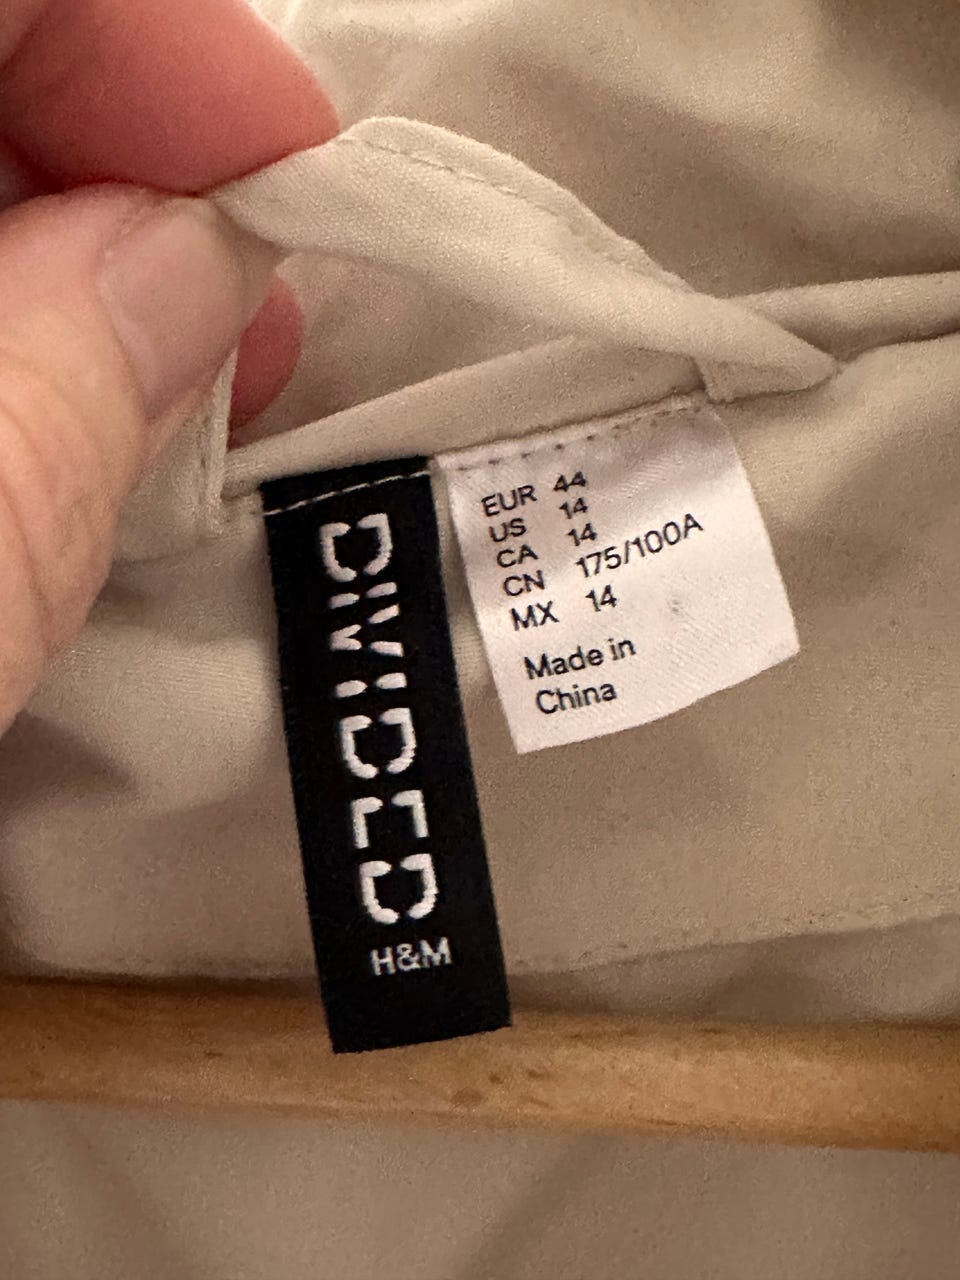 DIVIDED
H&M
EUR 44
US 14
CA 14
CN 175/100A
MX 14
Made in
China